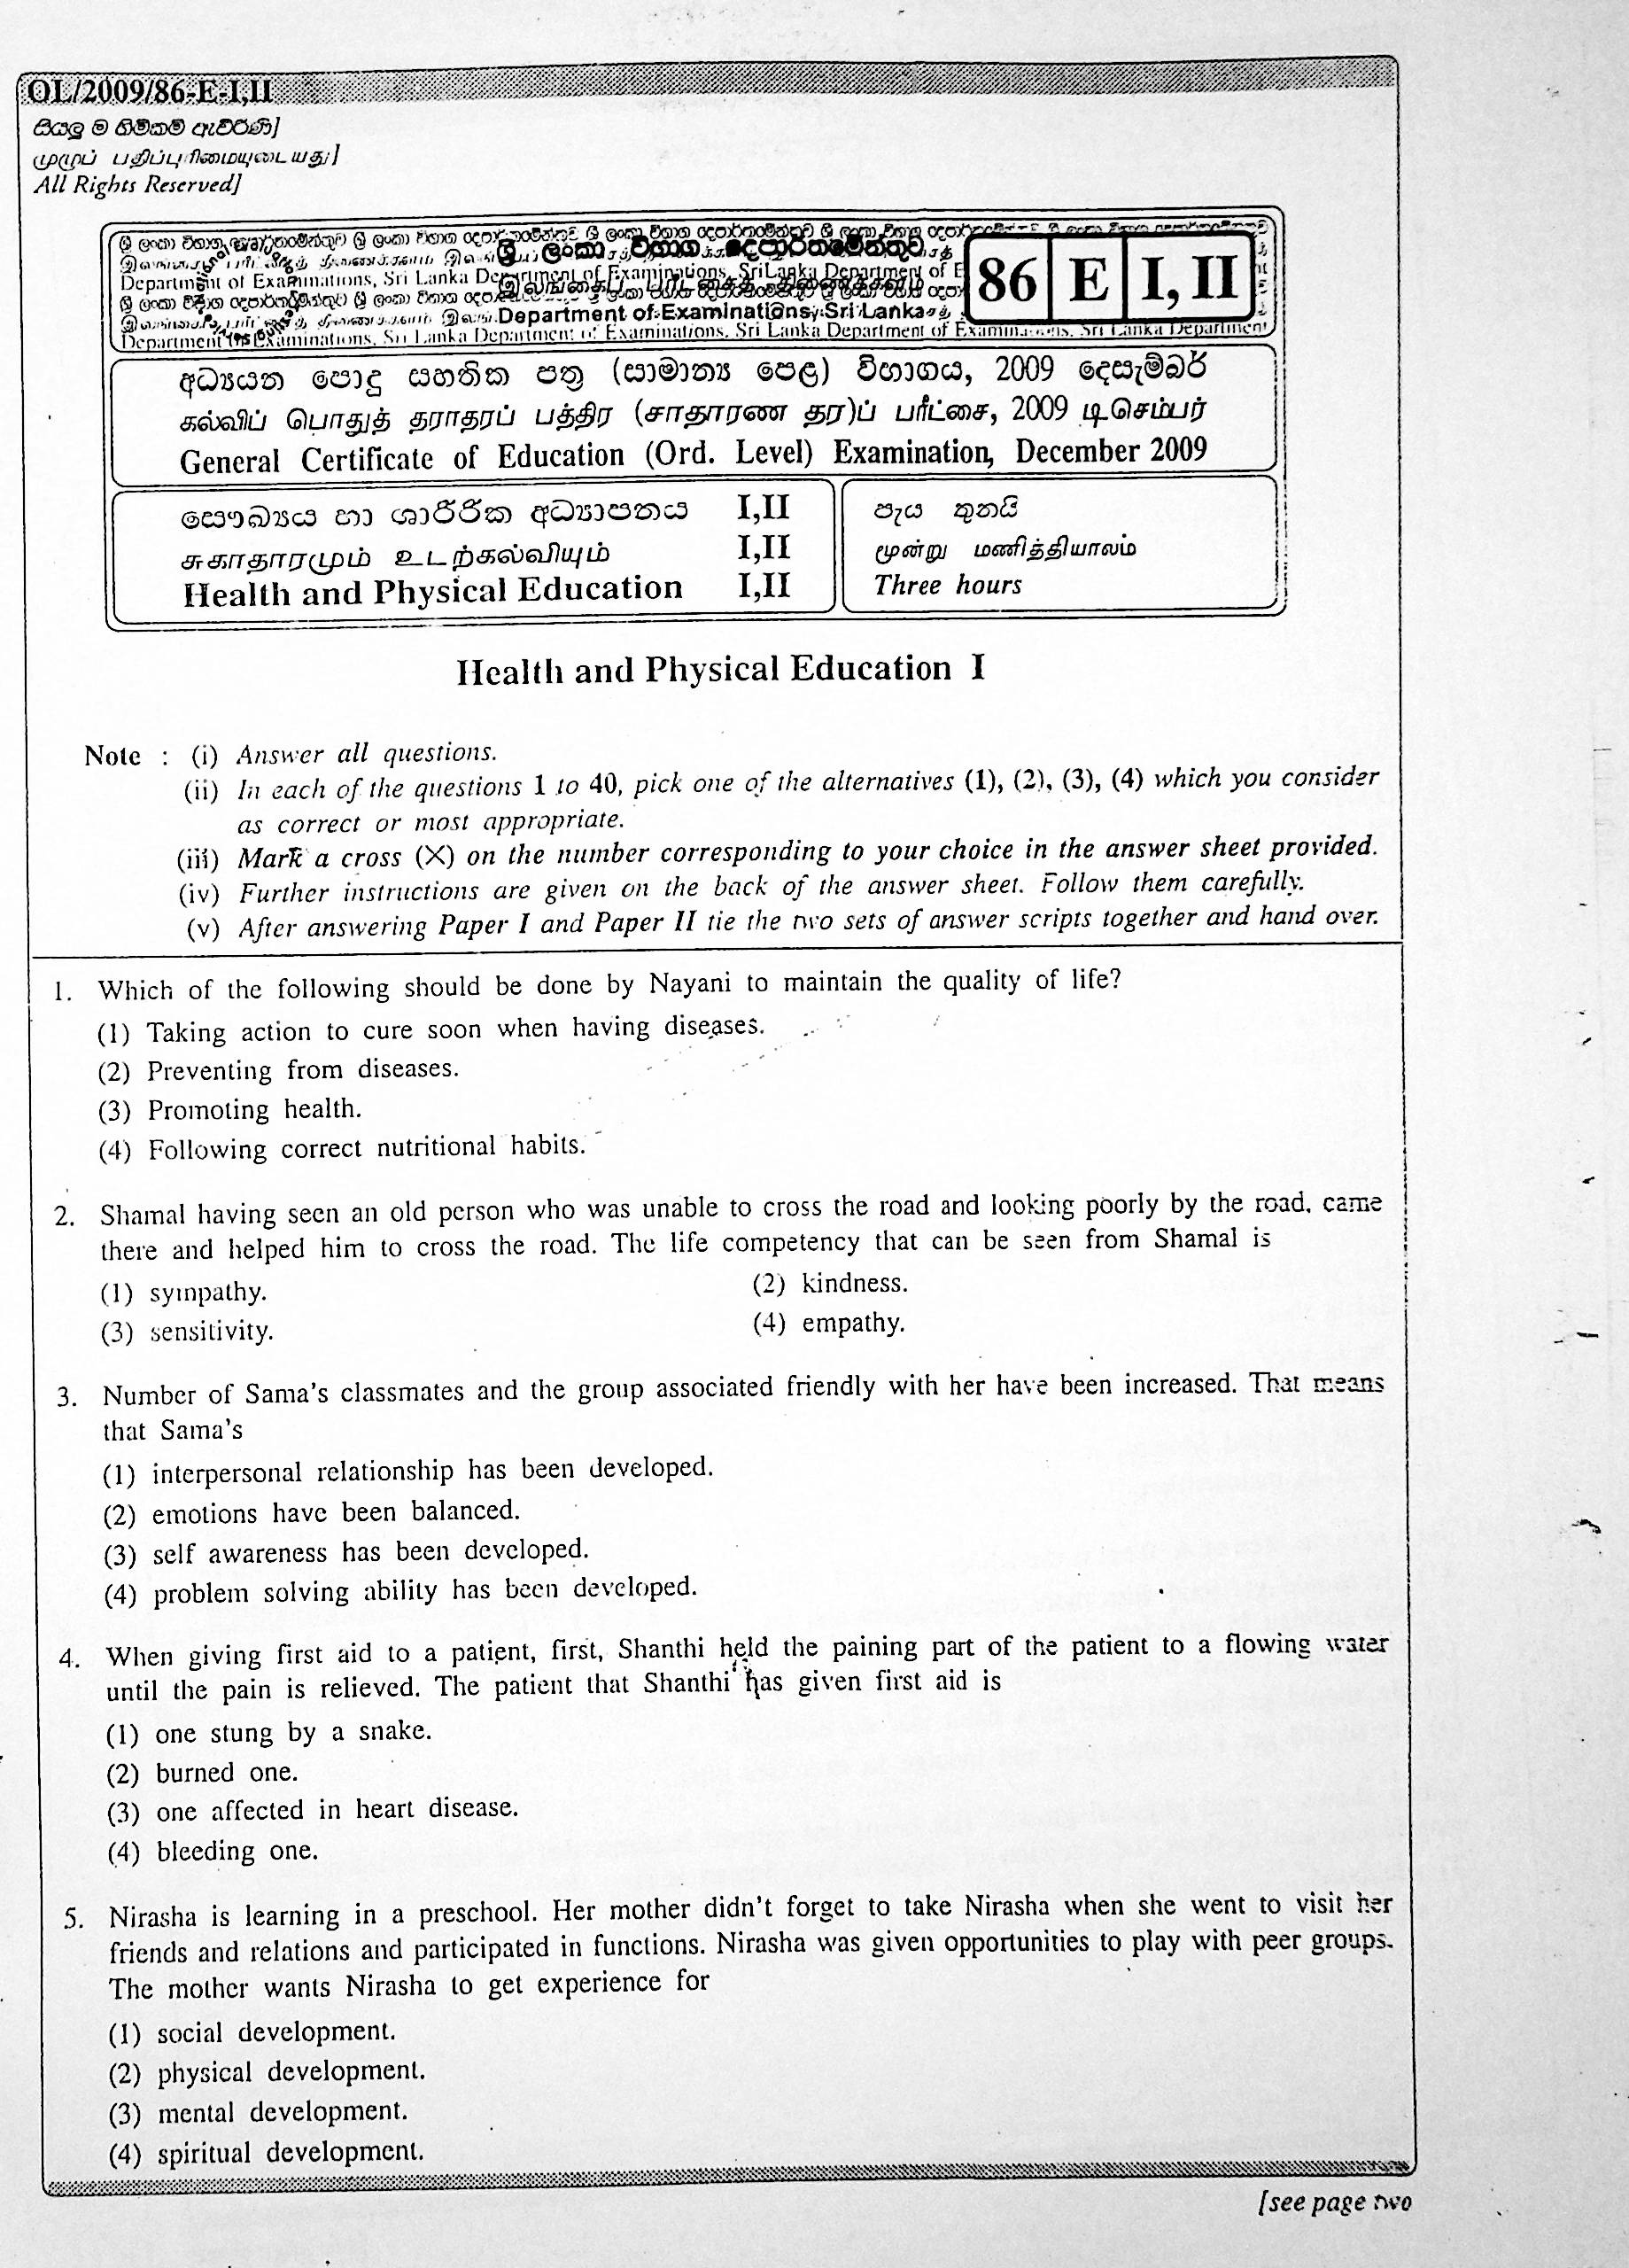 OL/2009/86-E-I,II
සියලු ම හිමිකම් ඇවිරිණි]
முழுப் பதிப்புரிமையுடையது]
All Rights Reserved]
ශ්‍රී ලංකා විභාග දෙපාර්තමේන්තුව
இலங்கைப் பரீட்சைத் திணைக்களம்
Department of Examinations, Sri Lanka
86 E I, II
අධ්‍යයන පොදු සහතික පත්‍ර (සාමාන්‍ය පෙළ) විභාගය, 2009 දෙසැම්බර්
கல்விப் பொதுத் தராதரப் பத்திர (சாதாரண தர)ப் பரீட்சை, 2009 டிசெம்பர்
General Certificate of Education (Ord. Level) Examination, December 2009
සෞඛ්‍යය හා ශාරීරික අධ්‍යාපනය I,II
சுகாதாரமும் உடற்கல்வியும் I,II
Health and Physical Education I,II
පැය තුනයි
மூன்று மணித்தியாலம்
Three hours
Health and Physical Education I
Note : (i) Answer all questions.
(ii) In each of the questions 1 to 40, pick one of the alternatives (1), (2), (3), (4) which you consider
as correct or most appropriate.
(iii) Mark a cross (X) on the number corresponding to your choice in the answer sheet provided.
(iv) Further instructions are given on the back of the answer sheet. Follow them carefully.
(v) After answering Paper I and Paper II tie the two sets of answer scripts together and hand over.
1. Which of the following should be done by Nayani to maintain the quality of life?
(1) Taking action to cure soon when having diseases.
(2) Preventing from diseases.
(3) Promoting health.
(4) Following correct nutritional habits.
2. Shamal having seen an old person who was unable to cross the road and looking poorly by the road, came
there and helped him to cross the road. The life competency that can be seen from Shamal is
(1) sympathy. (2) kindness.
(3) sensitivity. (4) empathy.
3. Number of Sama's classmates and the group associated friendly with her have been increased. That means
that Sama's
(1) interpersonal relationship has been developed.
(2) emotions have been balanced.
(3) self awareness has been developed.
(4) problem solving ability has been developed.
4. When giving first aid to a patient, first, Shanthi held the paining part of the patient to a flowing water
until the pain is relieved. The patient that Shanthi has given first aid is
(1) one stung by a snake.
(2) burned one.
(3) one affected in heart disease.
(4) bleeding one.
5. Nirasha is learning in a preschool. Her mother didn't forget to take Nirasha when she went to visit her
friends and relations and participated in functions. Nirasha was given opportunities to play with peer groups.
The mother wants Nirasha to get experience for
(1) social development.
(2) physical development.
(3) mental development.
(4) spiritual development.
[see page two